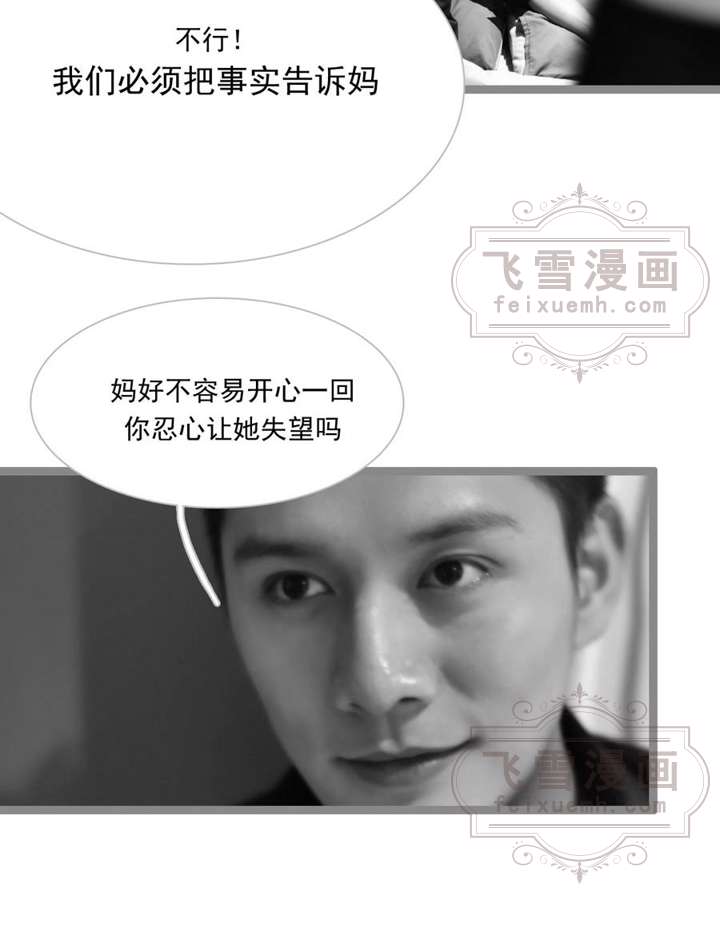 不行！
我们必须把事实告诉妈
飞雪漫画
feixuemh.com
妈好不容易开心一回
你忍心让她失望吗
飞雪漫画
feixuemh.com